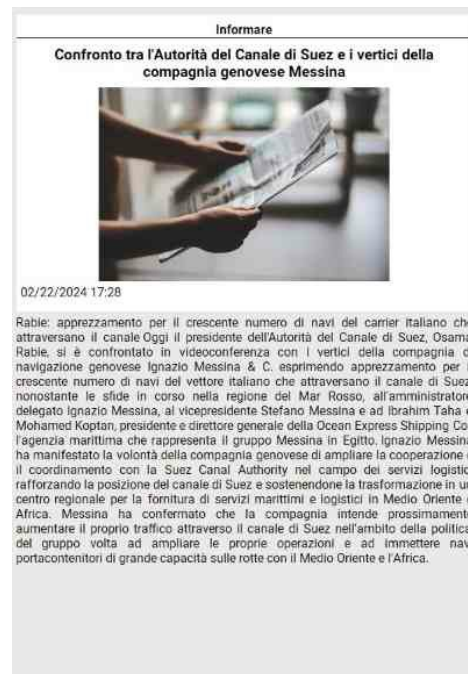 Informare
Confronto tra l'Autorità del Canale di Suez e i vertici della
compagnia genovese Messina
02/22/2024 17:28
Rabie: apprezzamento per il crescente numero di navi del carrier italiano che
attraversano il canale Oggi il presidente dell'Autorità del Canale di Suez, Osama
Rabie, si è confrontato in videoconferenza con i vertici della compagnia d
navigazione genovese Ignazio Messina & C. esprimendo apprezzamento per
crescente numero di navi del vettore italiano che attraversano il canale di Suez
nonostante le sfide in corso nella regione del Mar Rosso, all'amministratore
delegato Ignazio Messina, al vicepresidente Stefano Messina e ad Ibrahim Taha e
Mohamed Koptan, presidente e direttore generale della Ocean Express Shipping Co
l'agenzia marittima che rappresenta il gruppo Messina in Egitto. Ignazio Messina
ha manifestato la volontà della compagnia genovese di ampliare la cooperazione e
il coordinamento con la Suez Canal Authority nel campo dei servizi logistic
rafforzando la posizione del canale di Suez e sostenendone la trasformazione in un
centro regionale per la fornitura di servizi marittimi e logistici in Medio Oriente e
Africa. Messina ha confermato che la compagnia intende prossimamente
aumentare il proprio traffico attraverso il canale di Suez nell'ambito della politica
del gruppo volta ad ampliare le proprie operazioni e ad immettere nav
portacontenitori di grande capacità sulle rotte con il Medio Oriente e l'Africa.